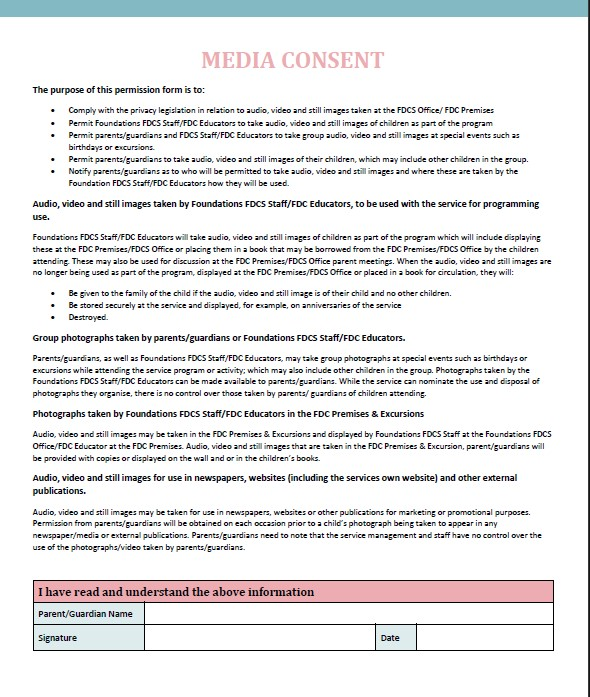 MEDIA CONSENT
The purpose of this permission form is to:
• Comply with the privacy legislation in relation to audio, video and still images taken at the FDCS Office/ FDC Premises
• Permit Foundations FDCS Staff/FDC Educators to take audio, video and still images of children as part of the program
• Permit parents/guardians and FDCS Staff/FDC Educators to take group audio, video and still images at special events such as
birthdays or excursions.
• Permit parents/guardians to take audio, video and still images of their children, which may include other children in the group.
• Notify parents/guardians as to who will be permitted to take audio, video and still images and where these are taken by the
Foundation FDCS Staff/FDC Educators how they will be used.
Audio, video and still images taken by Foundations FDCS Staff/FDC Educators, to be used with the service for programming
use.
Foundations FDCS Staff/FDC Educators will take audio, video and still images of children as part of the program which will include displaying
these at the FDC Premises/FDCS Office or placing them in a book that may be borrowed from the FDC Premises/FDCS Office by the children
attending. These may also be used for discussion at the FDC Premises/FDCS Office parent meetings. When the audio, video and still images are
no longer being used as part of the program, displayed at the FDC Premises/FDCS Office or placed in a book for circulation, they will:
• Be given to the family of the child if the audio, video and still image is of their child and no other children.
• Be stored securely at the service and displayed, for example, on anniversaries of the service
• Destroyed.
Group photographs taken by parents/guardians or Foundations FDCS Staff/FDC Educators.
Parents/guardians, as well as Foundations FDCS Staff/FDC Educators, may take group photographs at special events such as birthdays or
excursions while attending the service program or activity; which may also include other children in the group. Photographs taken by the
Foundations FDCS Staff/FDC Educators can be made available to parents/guardians. While the service can nominate the use and disposal of
photographs they organise, there is no control over those taken by parents/ guardians of children attending.
Photographs taken by Foundations FDCS Staff/FDC Educators in the FDC Premises & Excursions
Audio, video and still images may be taken in the FDC Premises & Excursions and displayed by Foundations FDCS Staff at the Foundations FDCS
Office/FDC Educator at the FDC Premises. Audio, video and still images that are taken in the FDC Premises & Excursion, parent/guardians will
be provided with copies or displayed on the wall and or in the children's books.
Audio, video and still images for use in newspapers, websites (including the services own website) and other external
publications.
Audio, video and still images may be taken for use in newspapers, websites or other publications for marketing or promotional purposes.
Permission from parents/guardians will be obtained on each occasion prior to a child's photograph being taken to appear in any
newspaper/media or external publications. Parents/guardians need to note that the service management and staff have no control over the
use of the photographs/video taken by parents/guardians.
I have read and understand the above information
Parent/Guardian Name
Signature Date